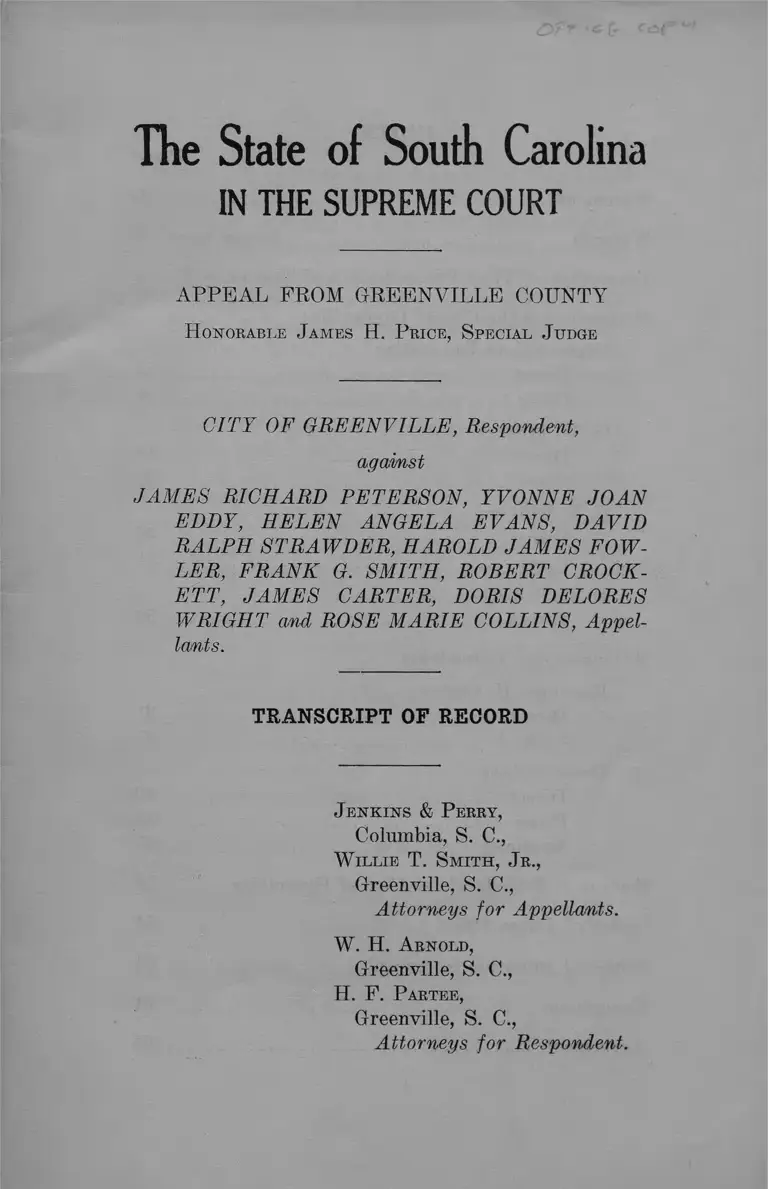 OFFICE COPY
The State of South Carolina
IN THE SUPREME COURT
APPEAL FROM GREENVILLE COUNTY
HONORABLE JAMES H. PRICE, SPECIAL JUDGE
CITY OF GREENVILLE, Respondent,
against
JAMES RICHARD PETERSON, YVONNE JOAN
EDDY, HELEN ANGELA EVANS, DAVID
RALPH STRAWDER, HAROLD JAMES FOW-
LER, FRANK G. SMITH, ROBERT CROCK-
ETT, JAMES CARTER, DORIS DELORES
WRIGHT and ROSE MARIE COLLINS, Appel-
lants.
TRANSCRIPT OF RECORD
JENKINS & PERRY,
Columbia, S. C.,
WILLIE T. SMITH, JR.,
Greenville, S. C.,
Attorneys for Appellants.
W. H. ARNOLD,
Greenville, S. C.,
H. F. PARTEE,
Greenville, S. C.,
Attorneys for Respondent.